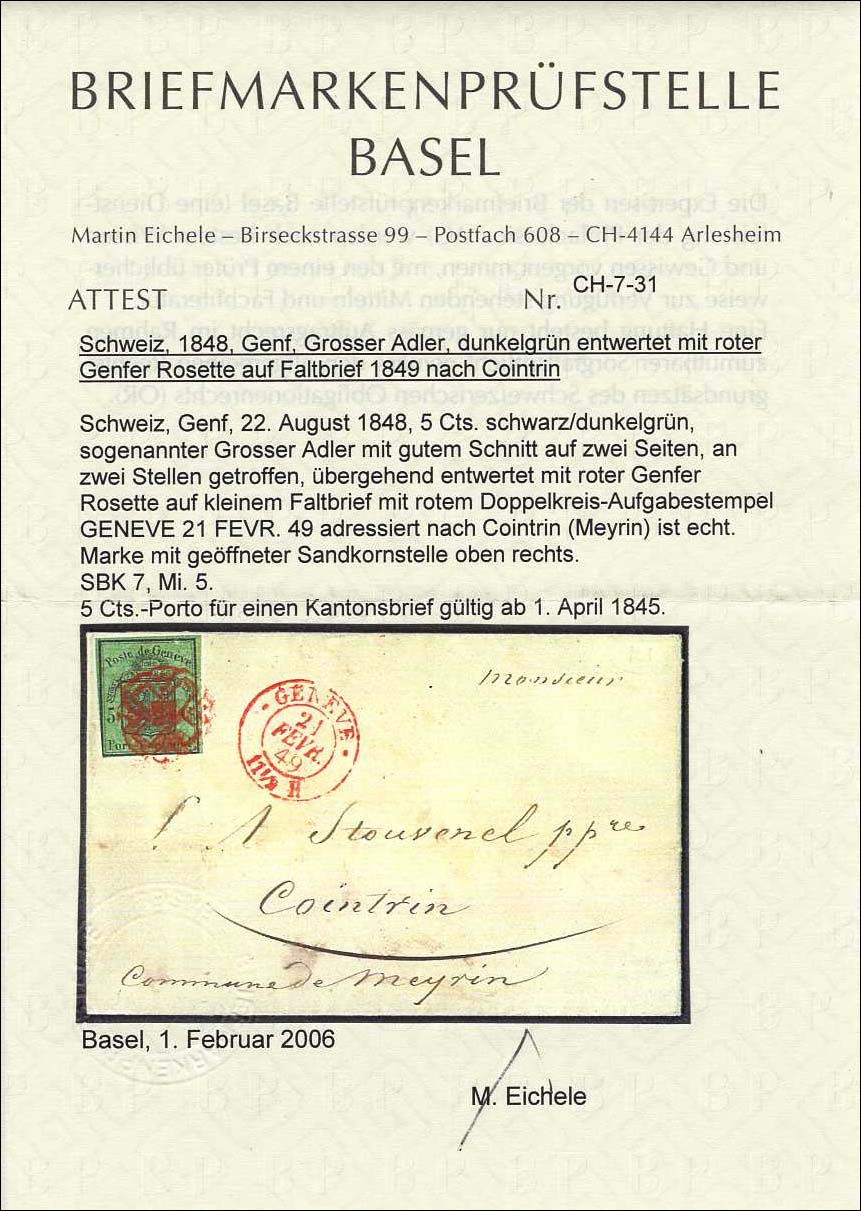 BRIEFMARKENPRÜFSTELLE
BASEL
Martin Eichele – Birseckstrasse 99 – Postfach 608 – CH-4144 Arlesheim
ATTEST Nr. CH-7-31
Schweiz, 1848, Genf, Grosser Adler, dunkelgrün entwertet mit roter
Genfer Rosette auf Faltbrief 1849 nach Cointrin
Schweiz, Genf, 22. August 1848, 5 Cts. schwarz/dunkelgrün,
sogenannter Grosser Adler mit gutem Schnitt auf zwei Seiten, an
zwei Stellen getroffen, übergehend entwertet mit roter Genfer
Rosette auf kleinem Faltbrief mit rotem Doppelkreis-Aufgabestempel
GENEVE 21 FEVR. 49 adressiert nach Cointrin (Meyrin) ist echt.
Marke mit geöffneter Sandkornstelle oben rechts.
SBK 7, Mi. 5.
5 Cts.-Porto für einen Kantonsbrief gültig ab 1. April 1845.
Poste de Geneve
5
Port
GENEVE
21
FEVR.
49
11½ H
Monsieur
Stouvenel ppre
Cointrin
Commune de Meyrin
Basel, 1. Februar 2006
M. Eichele